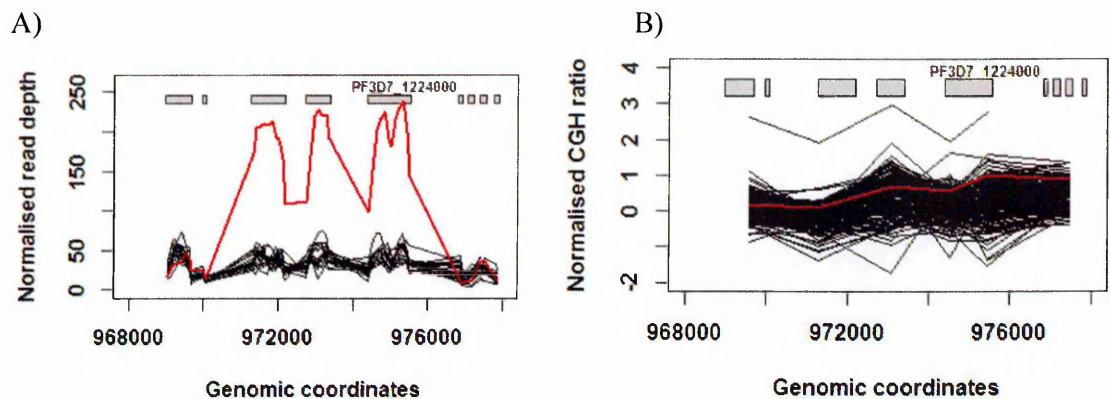 A)
B)
Normalised read depth
250
150
50
0
PF3D7_1224000
968000
972000
976000
Genomic coordinates
Normalised CGH ratio
4
3
2
1
0
-2
PF3D7_1224000
968000
972000
976000
Genomic coordinates